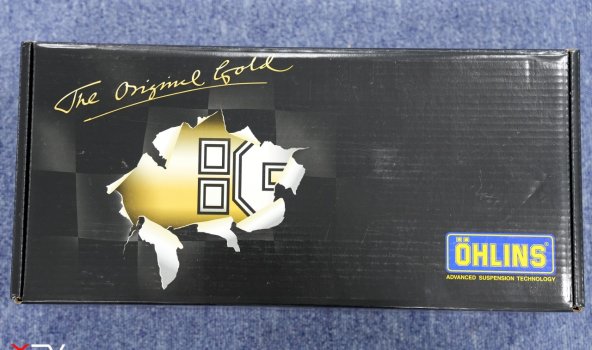 The Original Gold
ÖHLINS
ADVANCED SUSPENSION TECHNOLOGY